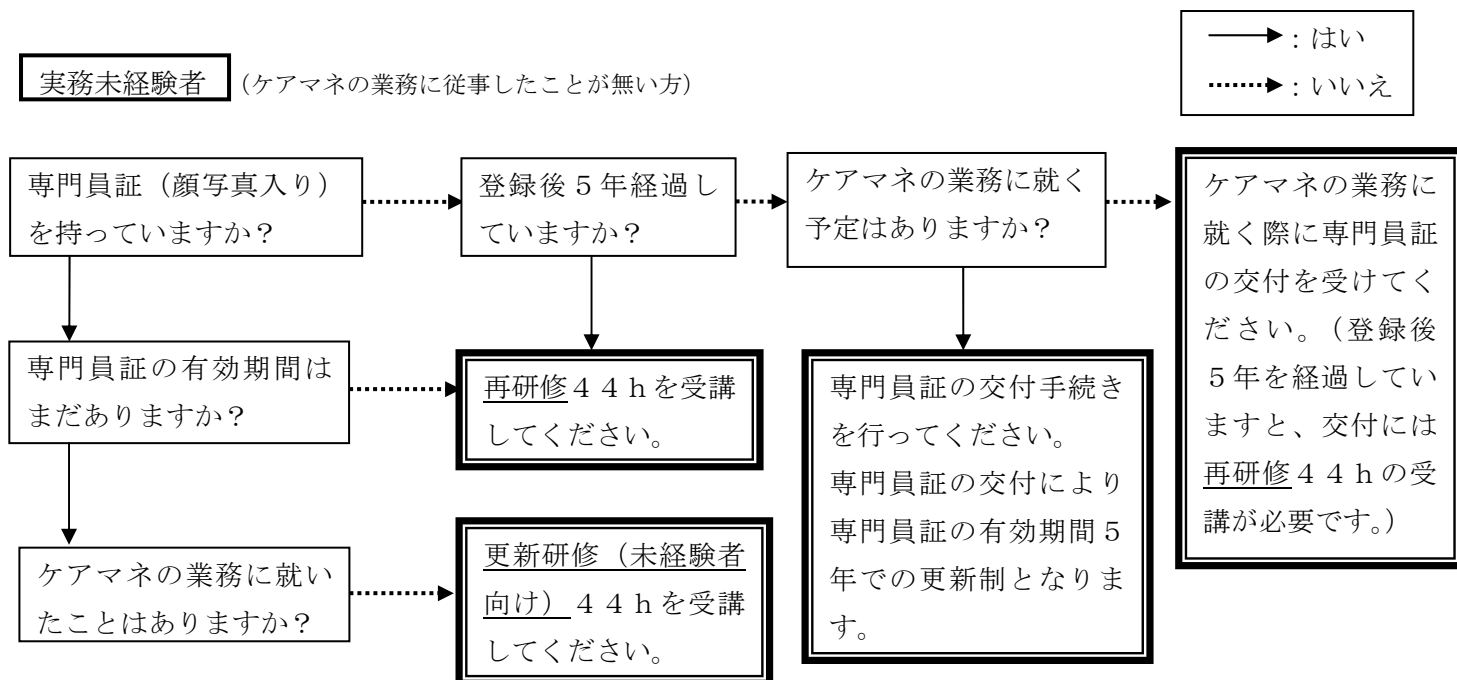 →：はい
実務未経験者 （ケアマネの業務に従事したことが無い方）
┅▶：いいえ
専門員証（顔写真入り）
を持っていますか？
登録後５年経過し
ていますか？
ケアマネの業務に就く
予定はありますか？
ケアマネの業務に
就く際に専門員証
の交付を受けてく
ださい。（登録後
５年を経過してい
ますと、交付には
再研修４４ｈの受
講が必要です。）
専門員証の有効期間は
まだありますか？
再研修４４ｈを受講
してください。
専門員証の交付手続き
を行ってください。
専門員証の交付により
専門員証の有効期間５
年での更新制となりま
す。
ケアマネの業務に就い
たことはありますか？
更新研修（未経験者
向け）４４ｈを受講
してください。